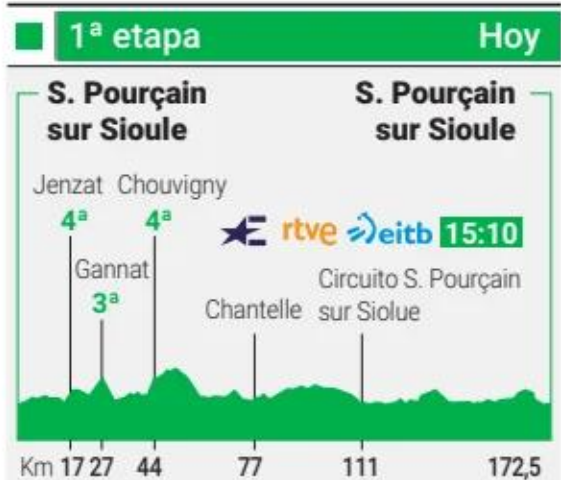 1ª etapa Hoy
S. Pourçain
sur Sioule
S. Pourçain
sur Sioule
Jenzat Chouvigny
4ª 4ª
rtve eitb 15:10
Gannat
3ª
Circuito S. Pourçain
sur Siolue
Chantelle
Km 17 27 44 77 111 172,5